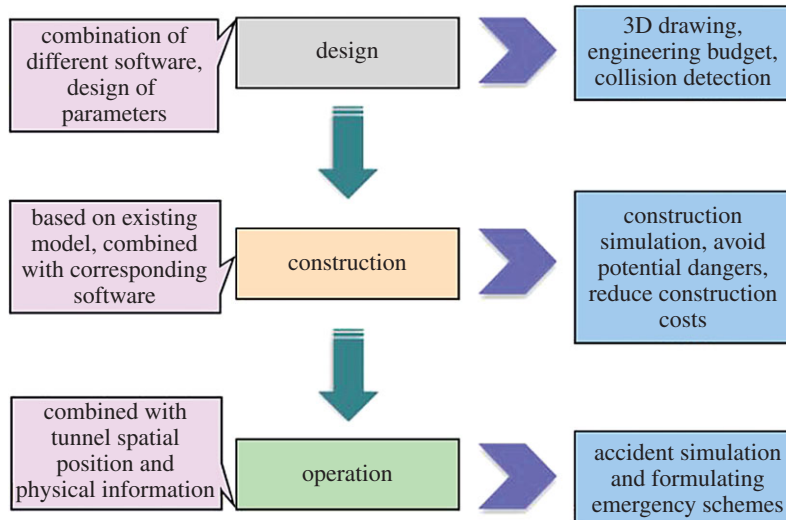 combination of
different software,
design of
parameters
design
3D drawing,
engineering budget,
collision detection
based on existing
model, combined
with corresponding
software
construction
construction
simulation, avoid
potential dangers,
reduce construction
costs
combined with
tunnel spatial
position and
physical information
operation
accident simulation
and formulating
emergency schemes